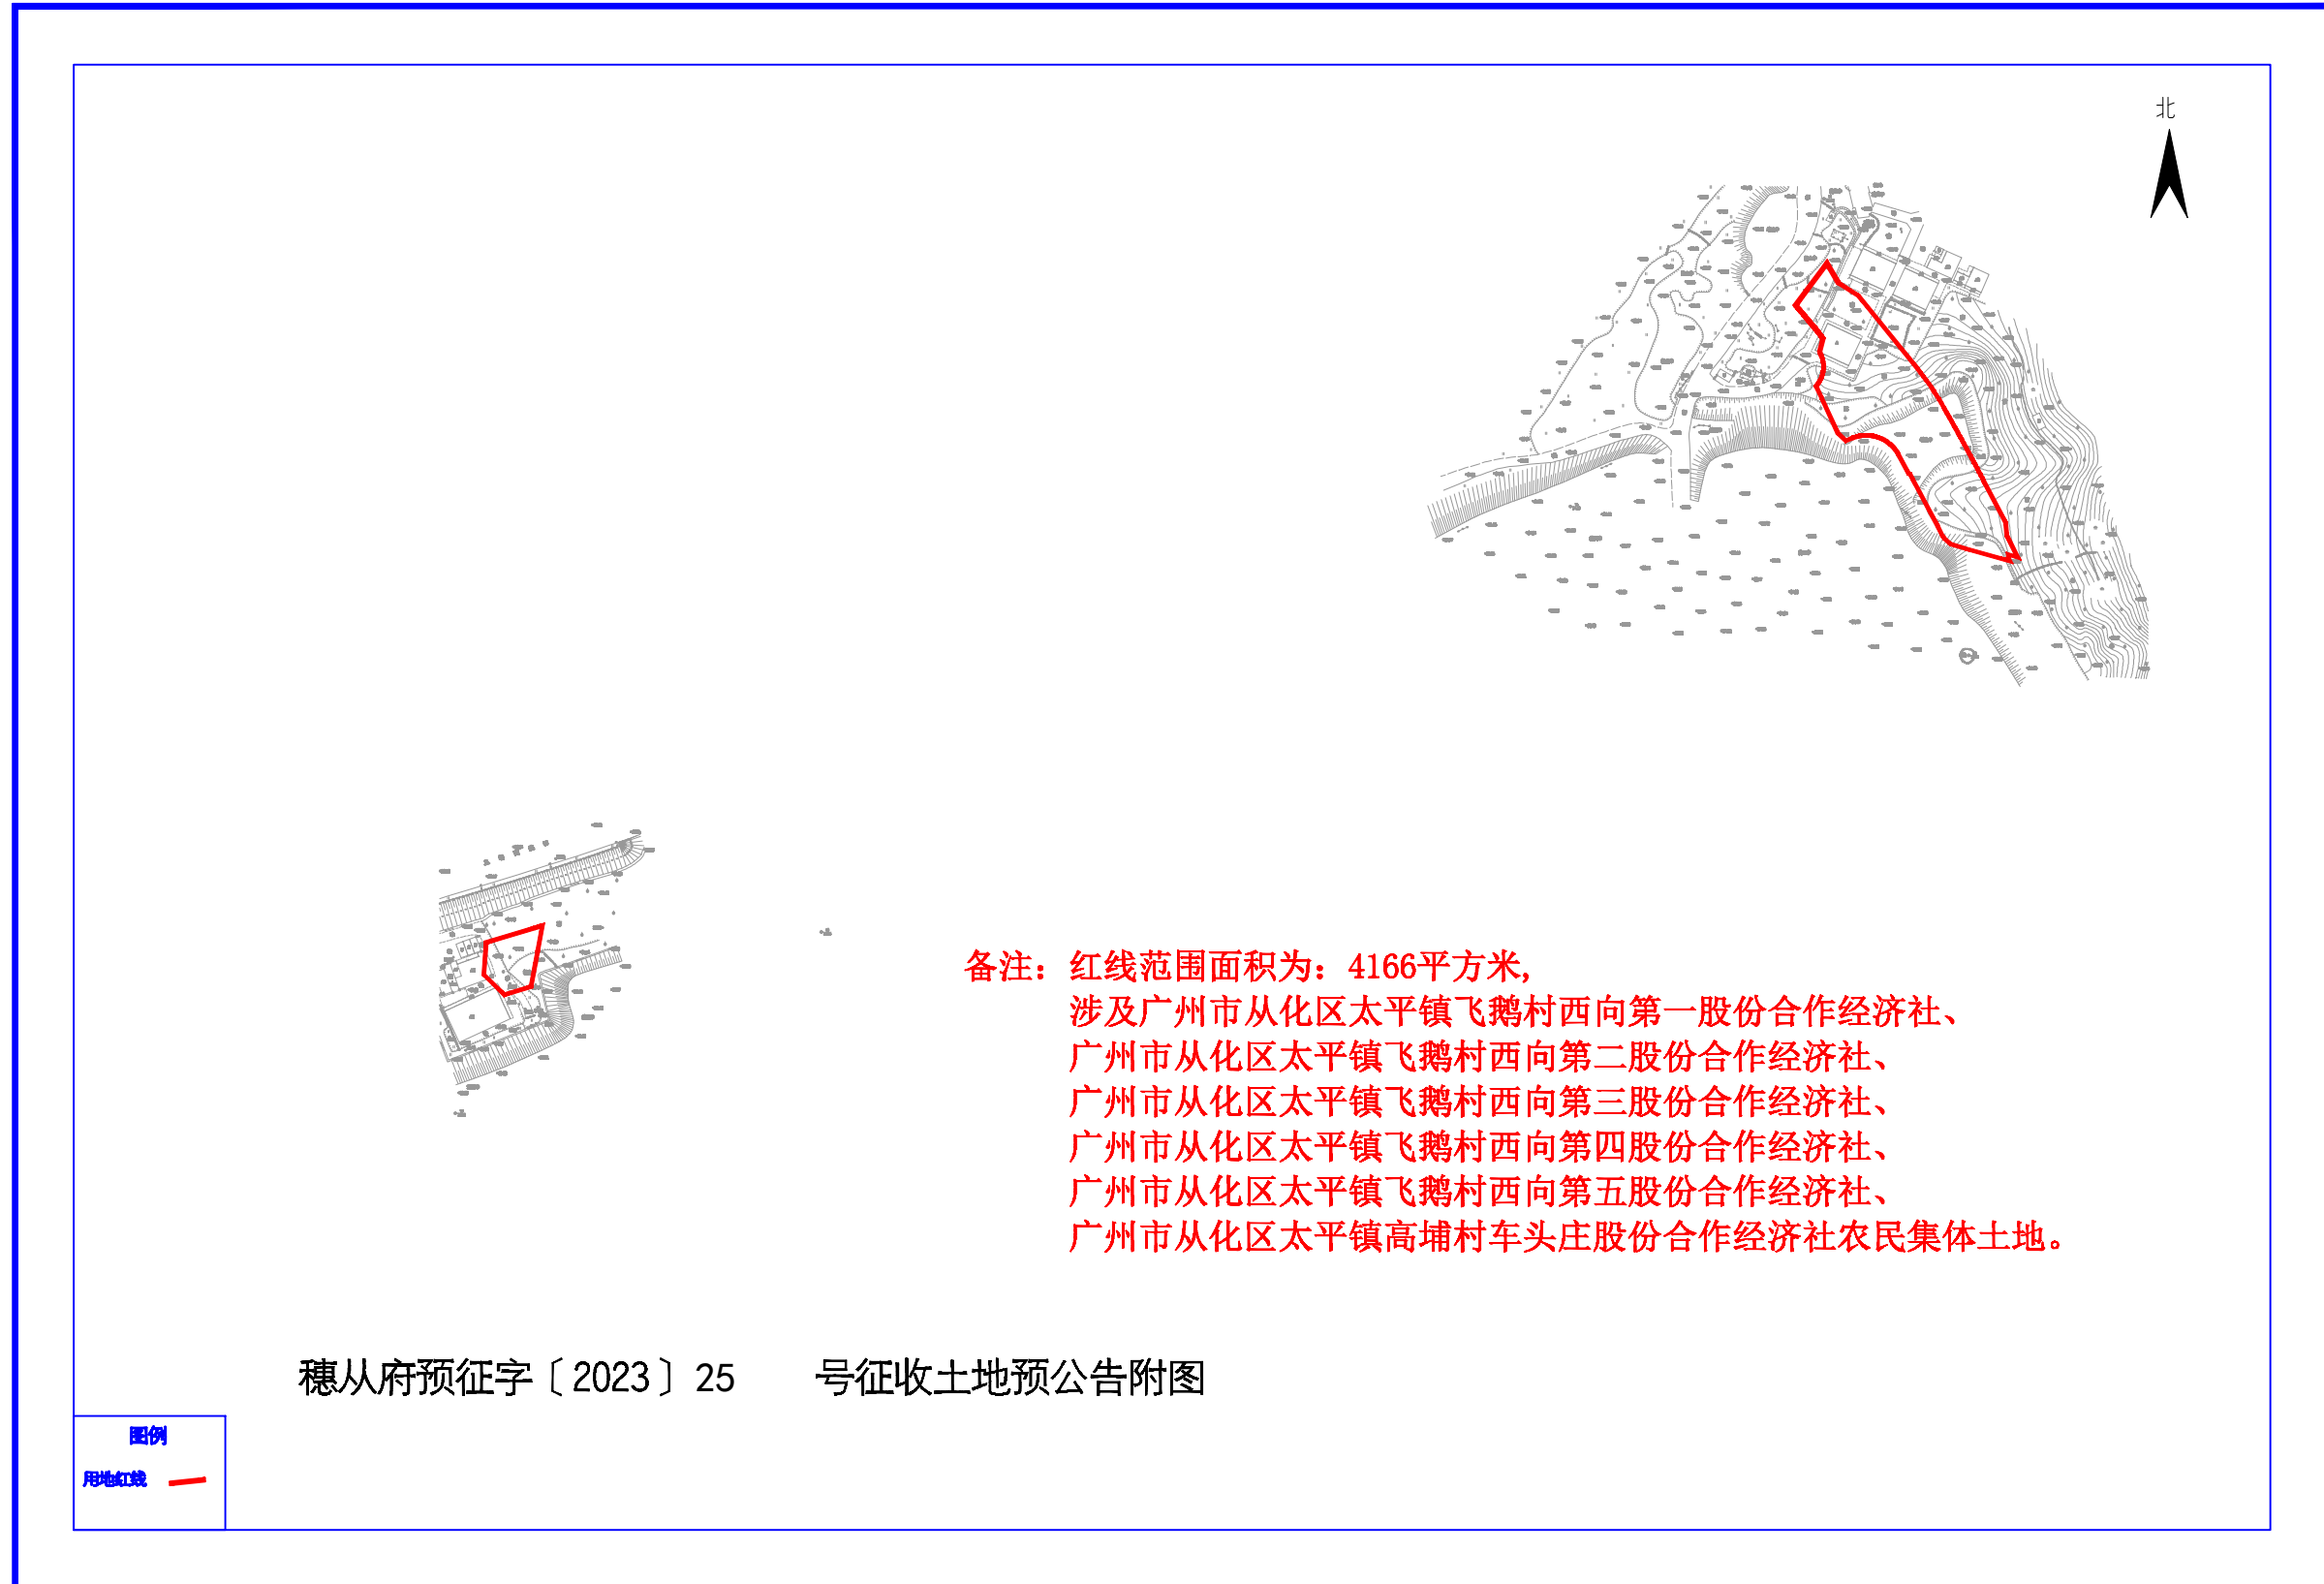 北
备注：红线范围面积为：4166平方米,
涉及广州市从化区太平镇飞鹅村西向第一股份合作经济社、
广州市从化区太平镇飞鹅村西向第二股份合作经济社、
广州市从化区太平镇飞鹅村西向第三股份合作经济社、
广州市从化区太平镇飞鹅村西向第四股份合作经济社、
广州市从化区太平镇飞鹅村西向第五股份合作经济社、
广州市从化区太平镇高埔村车头庄股份合作经济社农民集体土地。
穗从府预征字〔2023〕25 号征收土地预公告附图
图例
用地红线